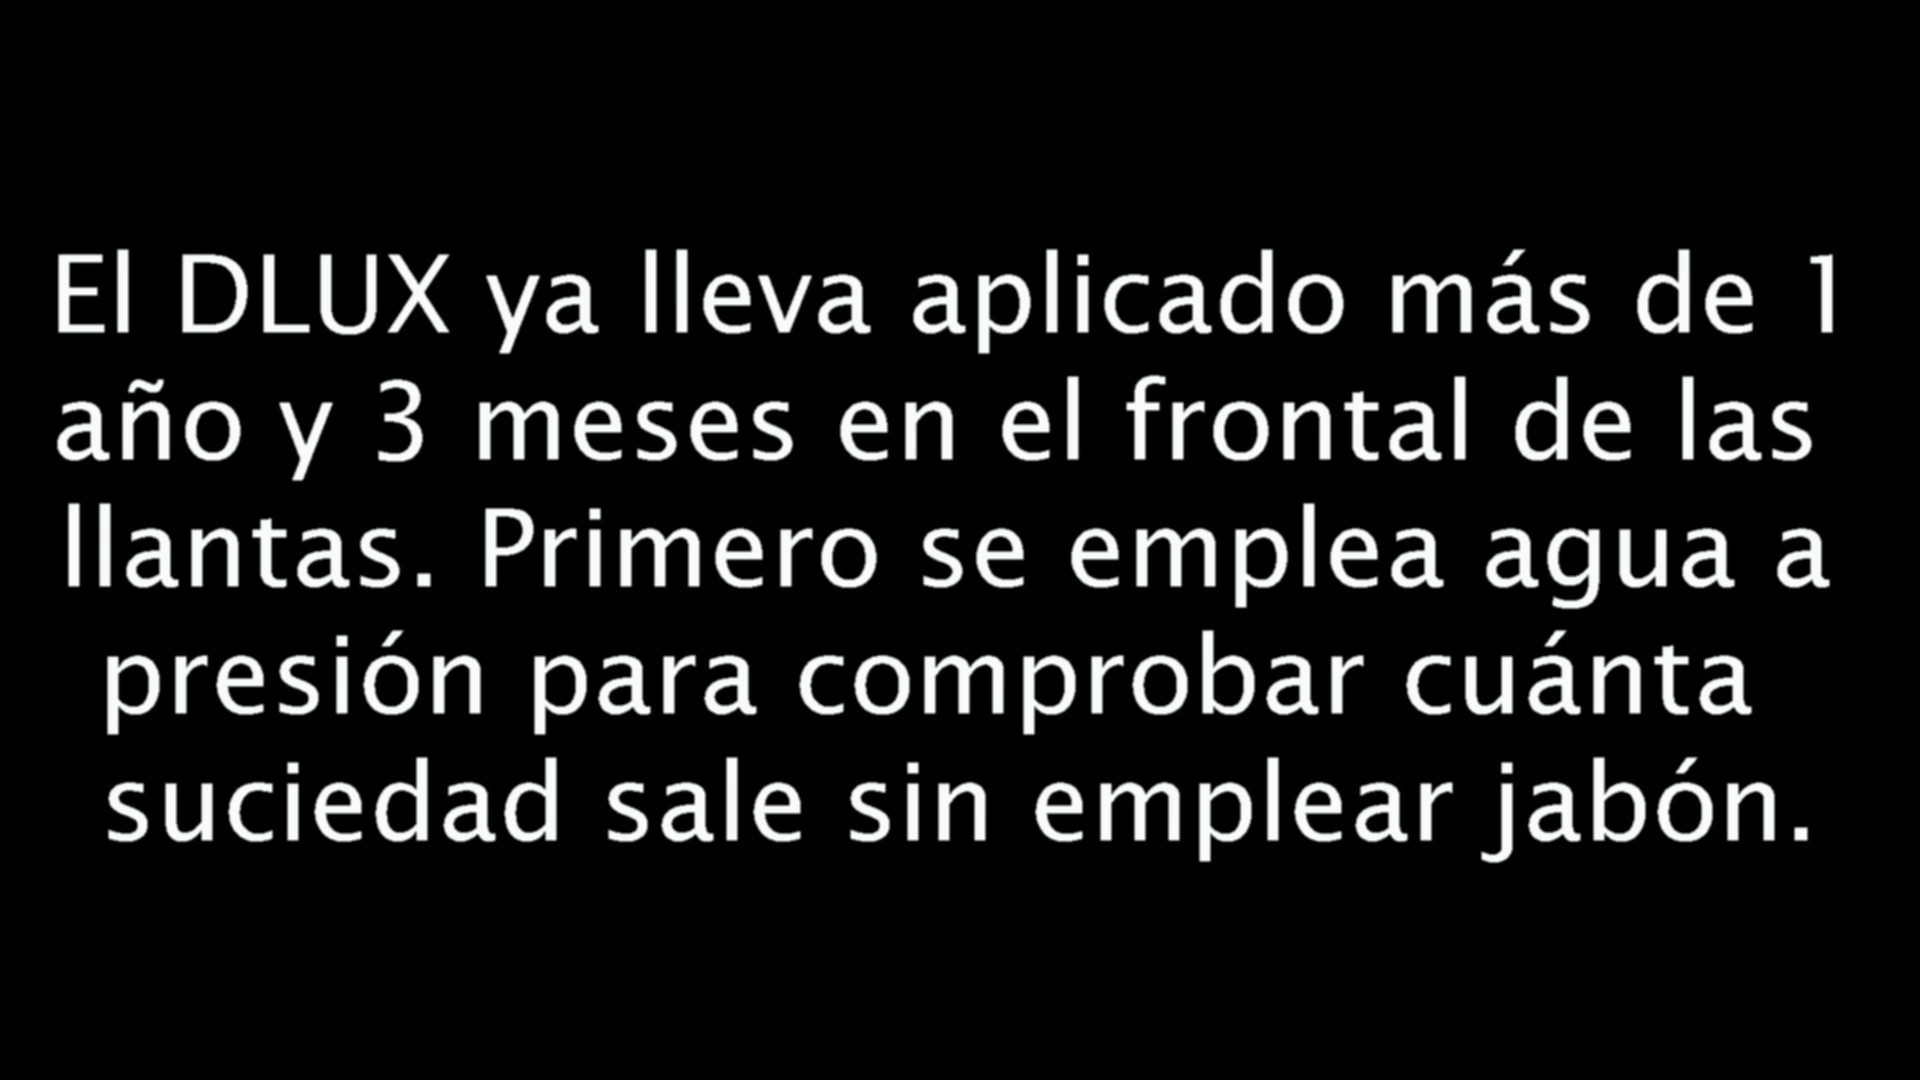 El DLUX ya lleva aplicado más de 1
año y 3 meses en el frontal de las
llantas. Primero se emplea agua a
presión para comprobar cuánta
suciedad sale sin emplear jabón.